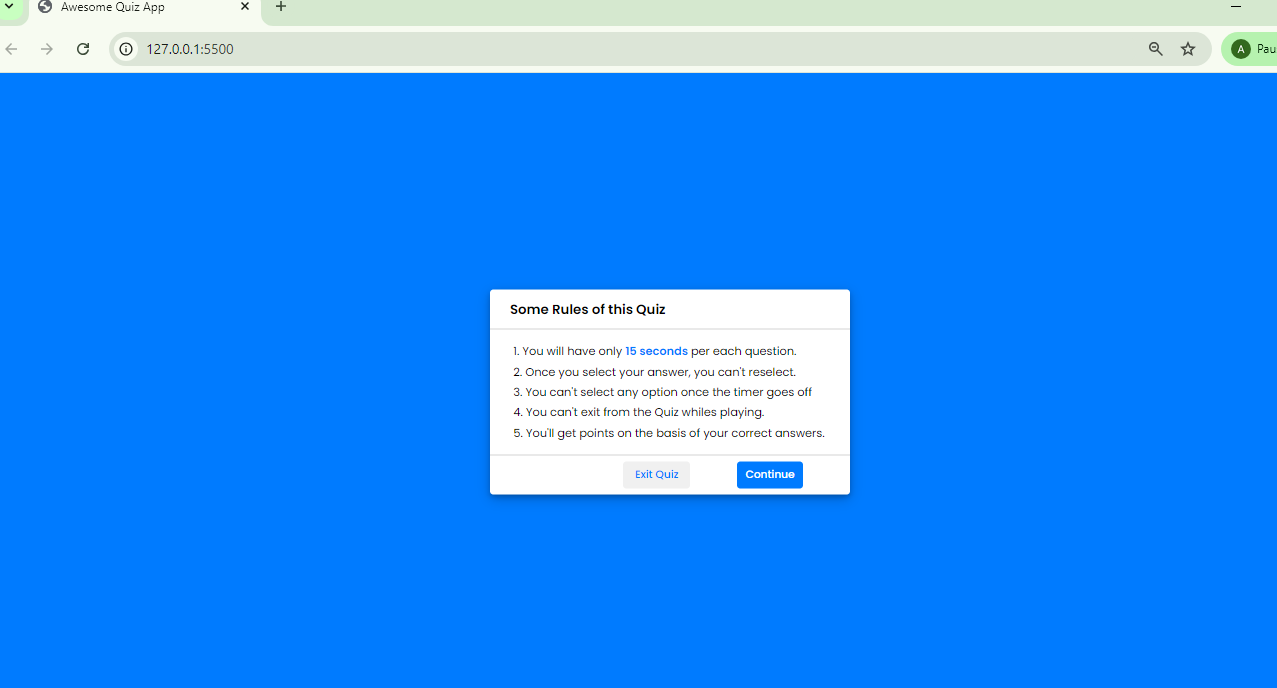 Awesome Quiz App
127.0.0.1:5500
A Pau
Some Rules of this Quiz
1. You will have only 15 seconds per each question.
2. Once you select your answer, you can't reselect.
3. You can't select any option once the timer goes off
4. You can't exit from the Quiz whiles playing.
5. You'll get points on the basis of your correct answers.
Exit Quiz Continue